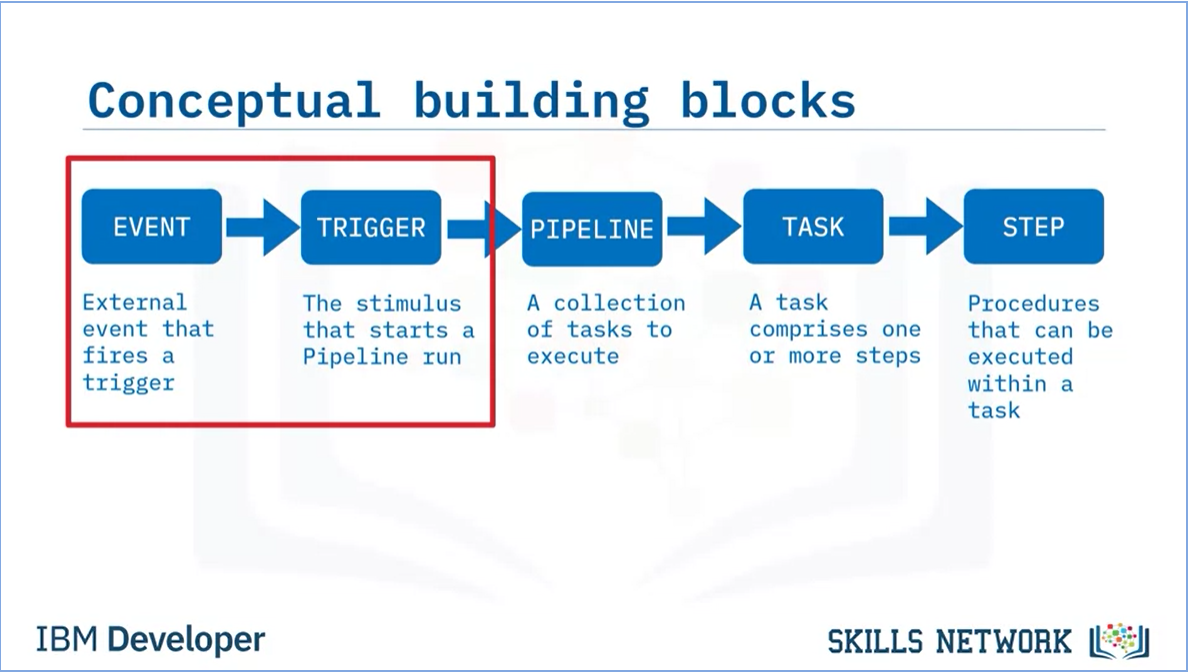 Conceptual building blocks
EVENT
TRIGGER
PIPELINE
TASK
STEP
External
event that
fires a
trigger
The stimulus
that starts a
Pipeline run
A collection
of tasks to
execute
A task
comprises one
or more steps
Procedures
that can be
executed
within a
task
IBM Developer
SKILLS NETWORK